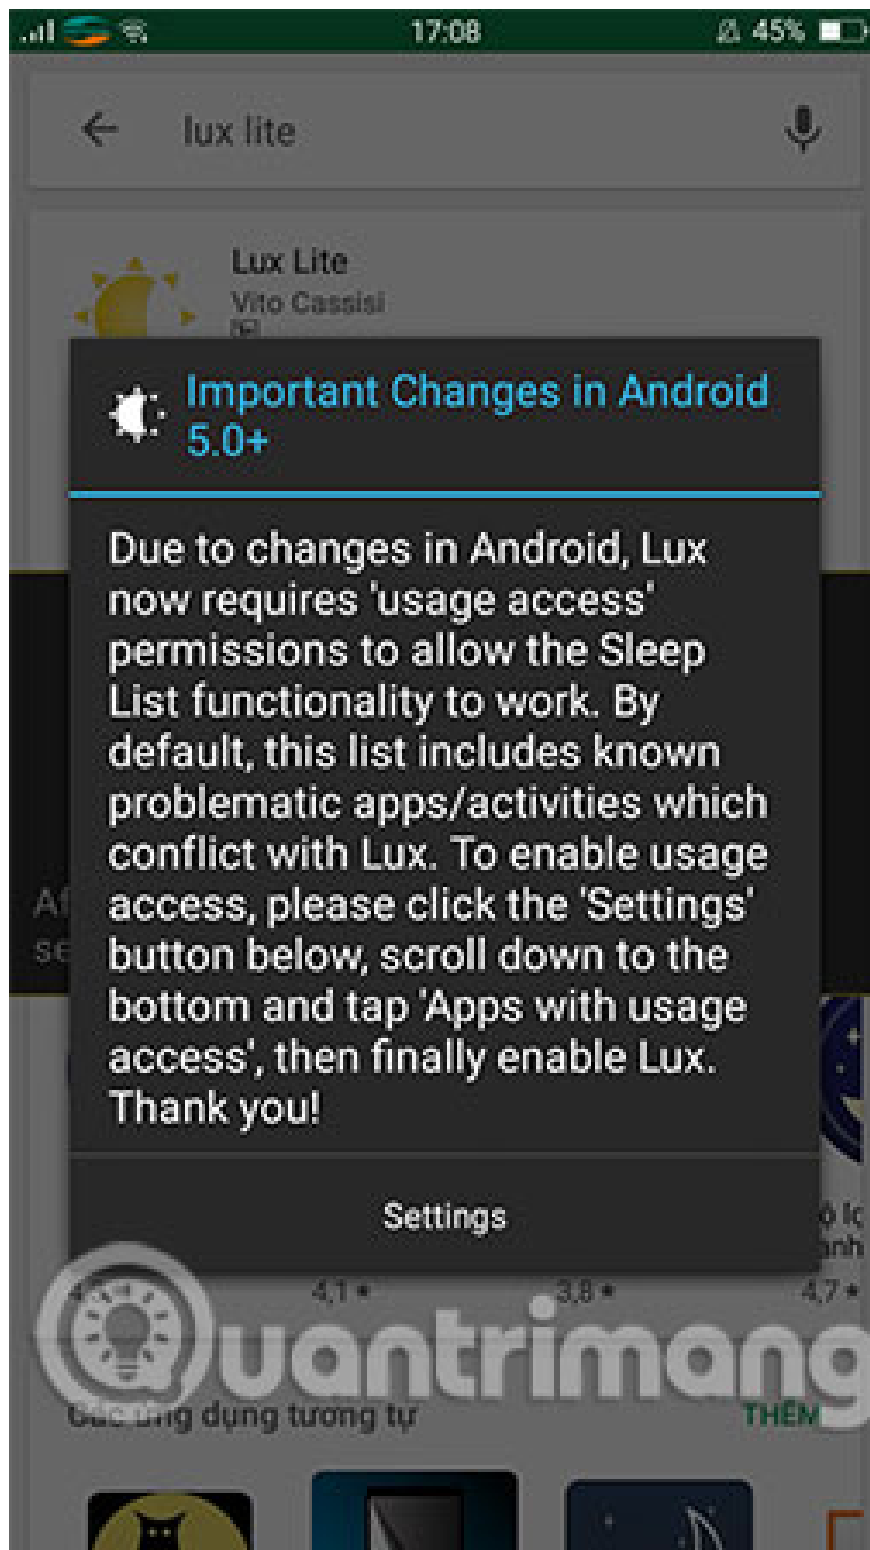 17:08
45%
lux lite
Lux Lite
Vito Cassisi
Important Changes in Android
5.0+
Due to changes in Android, Lux
now requires 'usage access'
permissions to allow the Sleep
List functionality to work. By
default, this list includes known
problematic apps/activities which
conflict with Lux. To enable usage
access, please click the 'Settings'
button below, scroll down to the
bottom and tap 'Apps with usage
access', then finally enable Lux.
Thank you!
Settings
4,1 ★
3,8 ★
4,7 ★
Quantrimang
Các ứng dụng tương tự
THÊM